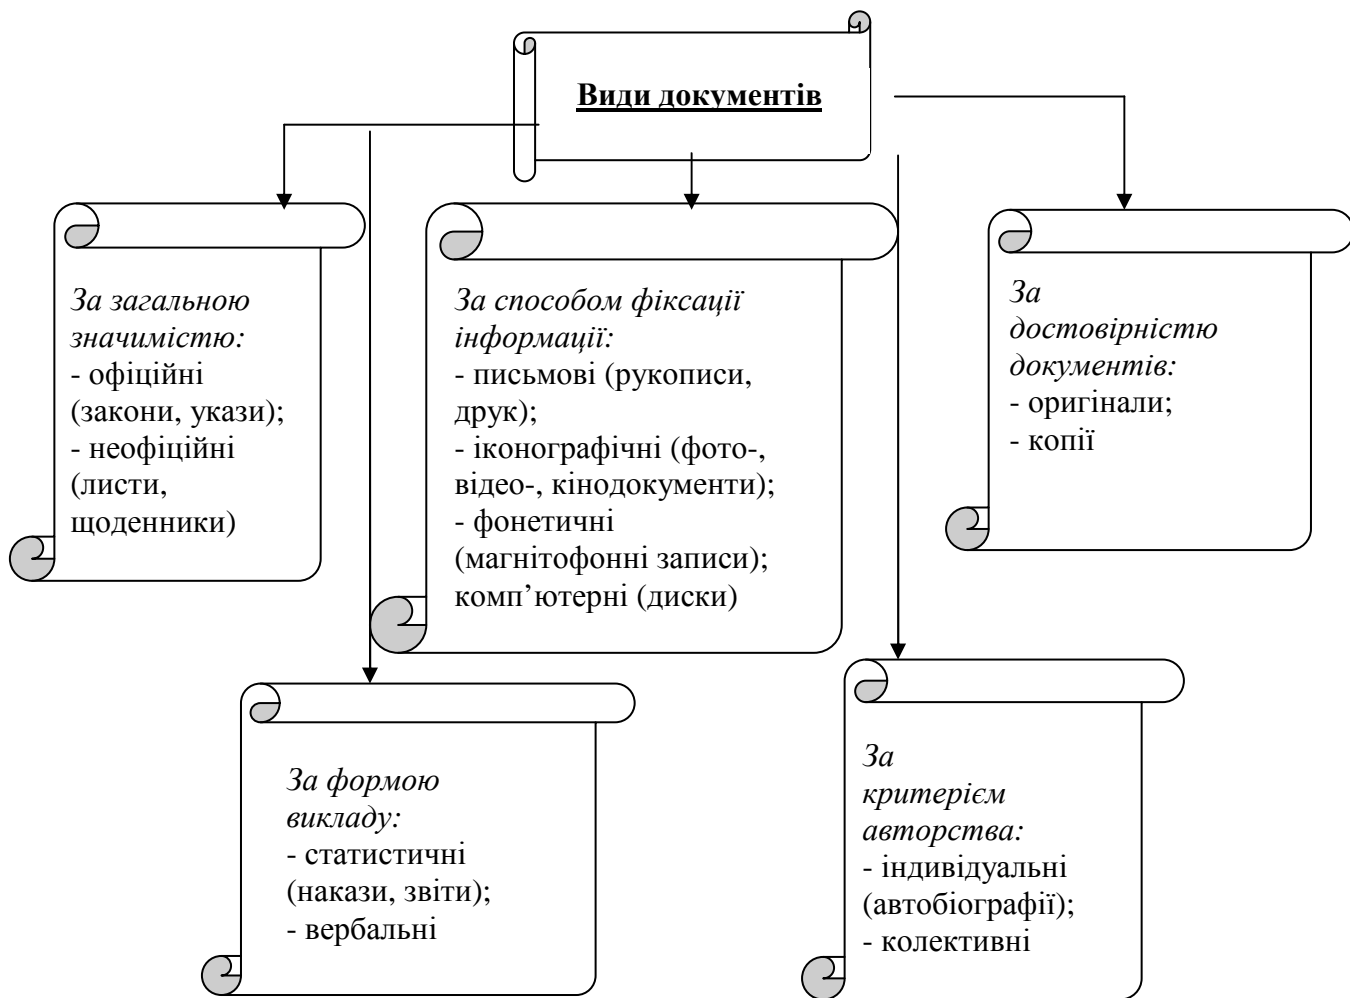 Види документів
За загальною
значимістю:
- офіційні
(закони, укази);
- неофіційні
(листи,
щоденники)
За способом фіксації
інформації:
- письмові (рукописи,
друк);
- іконографічні (фото-,
відео-, кінодокументи);
- фонетичні
(магнітофонні записи);
комп’ютерні (диски)
За
достовірністю
документів:
- оригінали;
- копії
За формою
викладу:
- статистичні
(накази, звіти);
- вербальні
За
критерієм
авторства:
- індивідуальні
(автобіографії);
- колективні